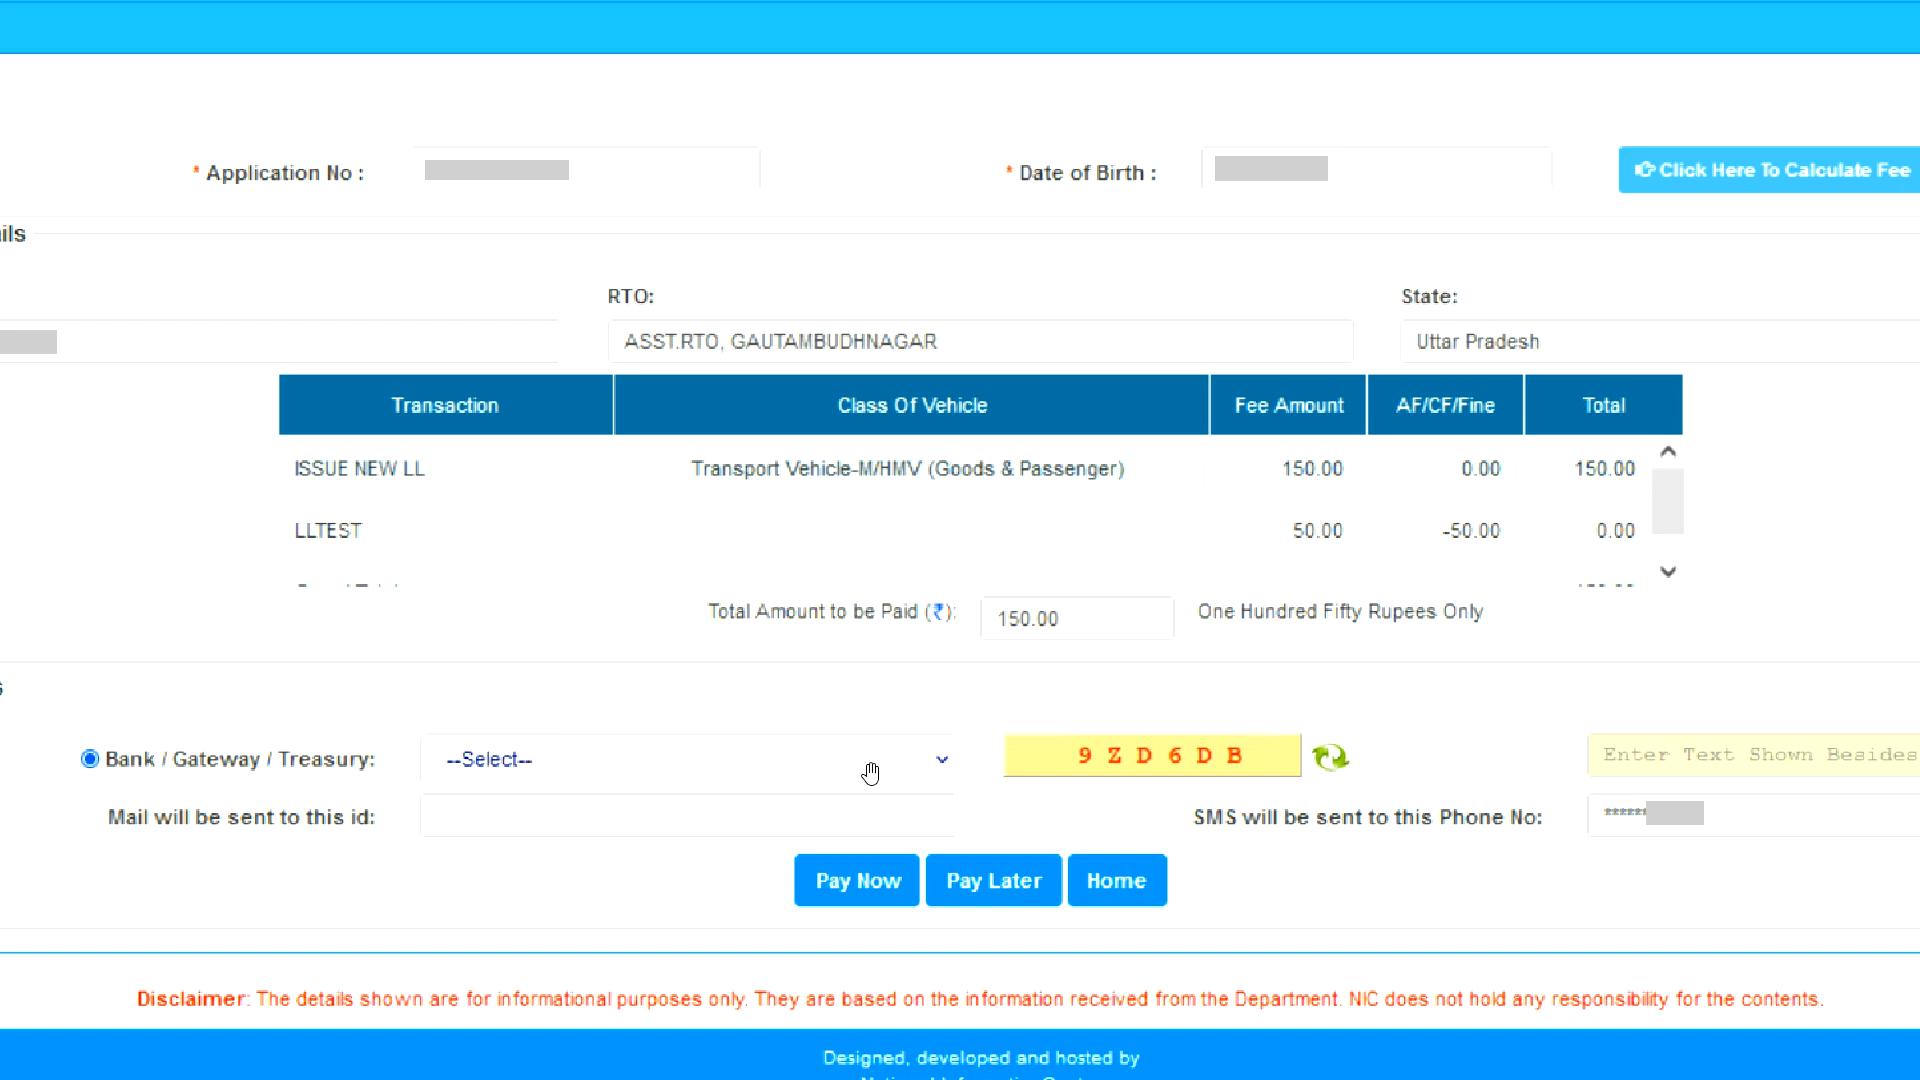 * Application No :
* Date of Birth :
Click Here To Calculate Fee
ils
RTO:
State:
ASST.RTO, GAUTAMBUDHNAGAR
Uttar Pradesh
Transaction Class Of Vehicle Fee Amount AF/CF/Fine Total
ISSUE NEW LL Transport Vehicle-M/HMV (Goods & Passenger) 150.00 0.00 150.00
LLTEST 50.00 -50.00 0.00
Total Amount to be Paid (₹): 150.00 One Hundred Fifty Rupees Only
Bank / Gateway / Treasury: --Select-- 9 Z D 6 D B Enter Text Shown Besides
Mail will be sent to this id: SMS will be sent to this Phone No: ******
Pay Now Pay Later Home
Disclaimer: The details shown are for informational purposes only. They are based on the information received from the Department. NIC does not hold any responsibility for the contents.
Designed, developed and hosted by